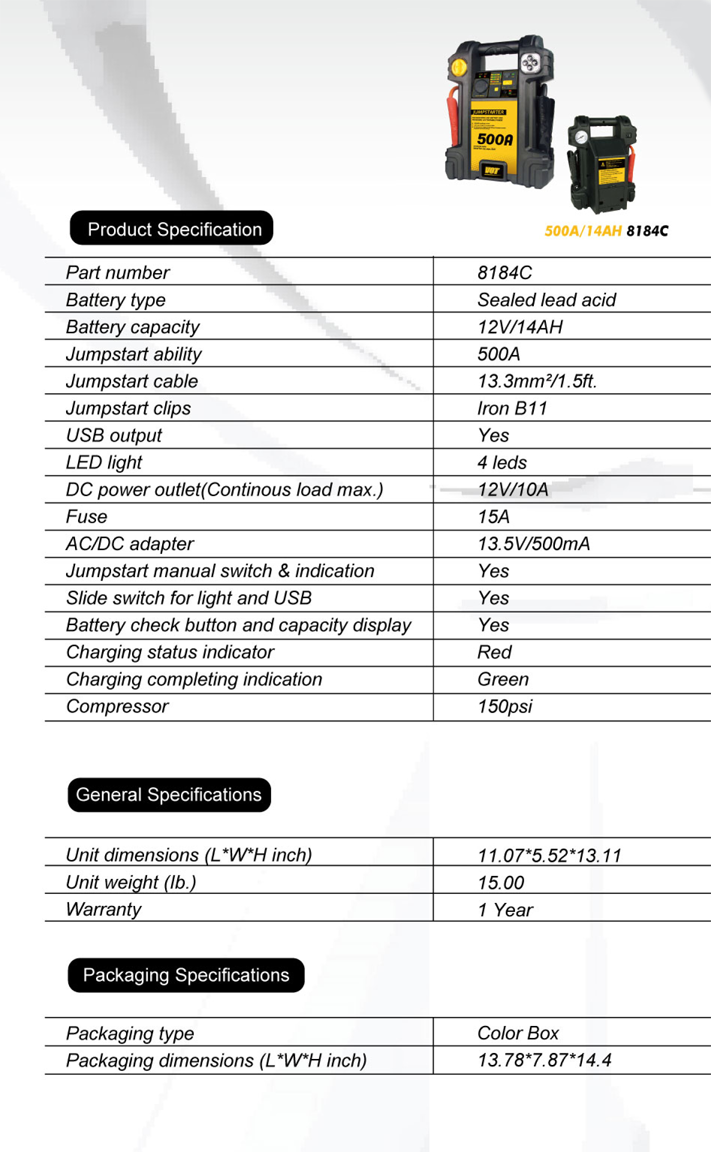 JUMPSTARTER
500A
500A/14AH 8184C
Product Specification
Part number 8184C
Battery type Sealed lead acid
Battery capacity 12V/14AH
Jumpstart ability 500A
Jumpstart cable 13.3mm²/1.5ft.
Jumpstart clips Iron B11
USB output Yes
LED light 4 leds
DC power outlet(Continous load max.) 12V/10A
Fuse 15A
AC/DC adapter 13.5V/500mA
Jumpstart manual switch & indication Yes
Slide switch for light and USB Yes
Battery check button and capacity display Yes
Charging status indicator Red
Charging completing indication Green
Compressor 150psi
General Specifications
Unit dimensions (L*W*H inch) 11.07*5.52*13.11
Unit weight (lb.) 15.00
Warranty 1 Year
Packaging Specifications
Packaging type Color Box
Packaging dimensions (L*W*H inch) 13.78*7.87*14.4